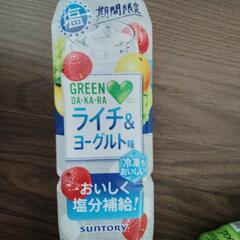 塩
期間限定
GREEN
DA・KA・RA
ライチ&
ヨーグルト味
冷凍も
おいしい
おいしく
塩分補給!
SUNTORY